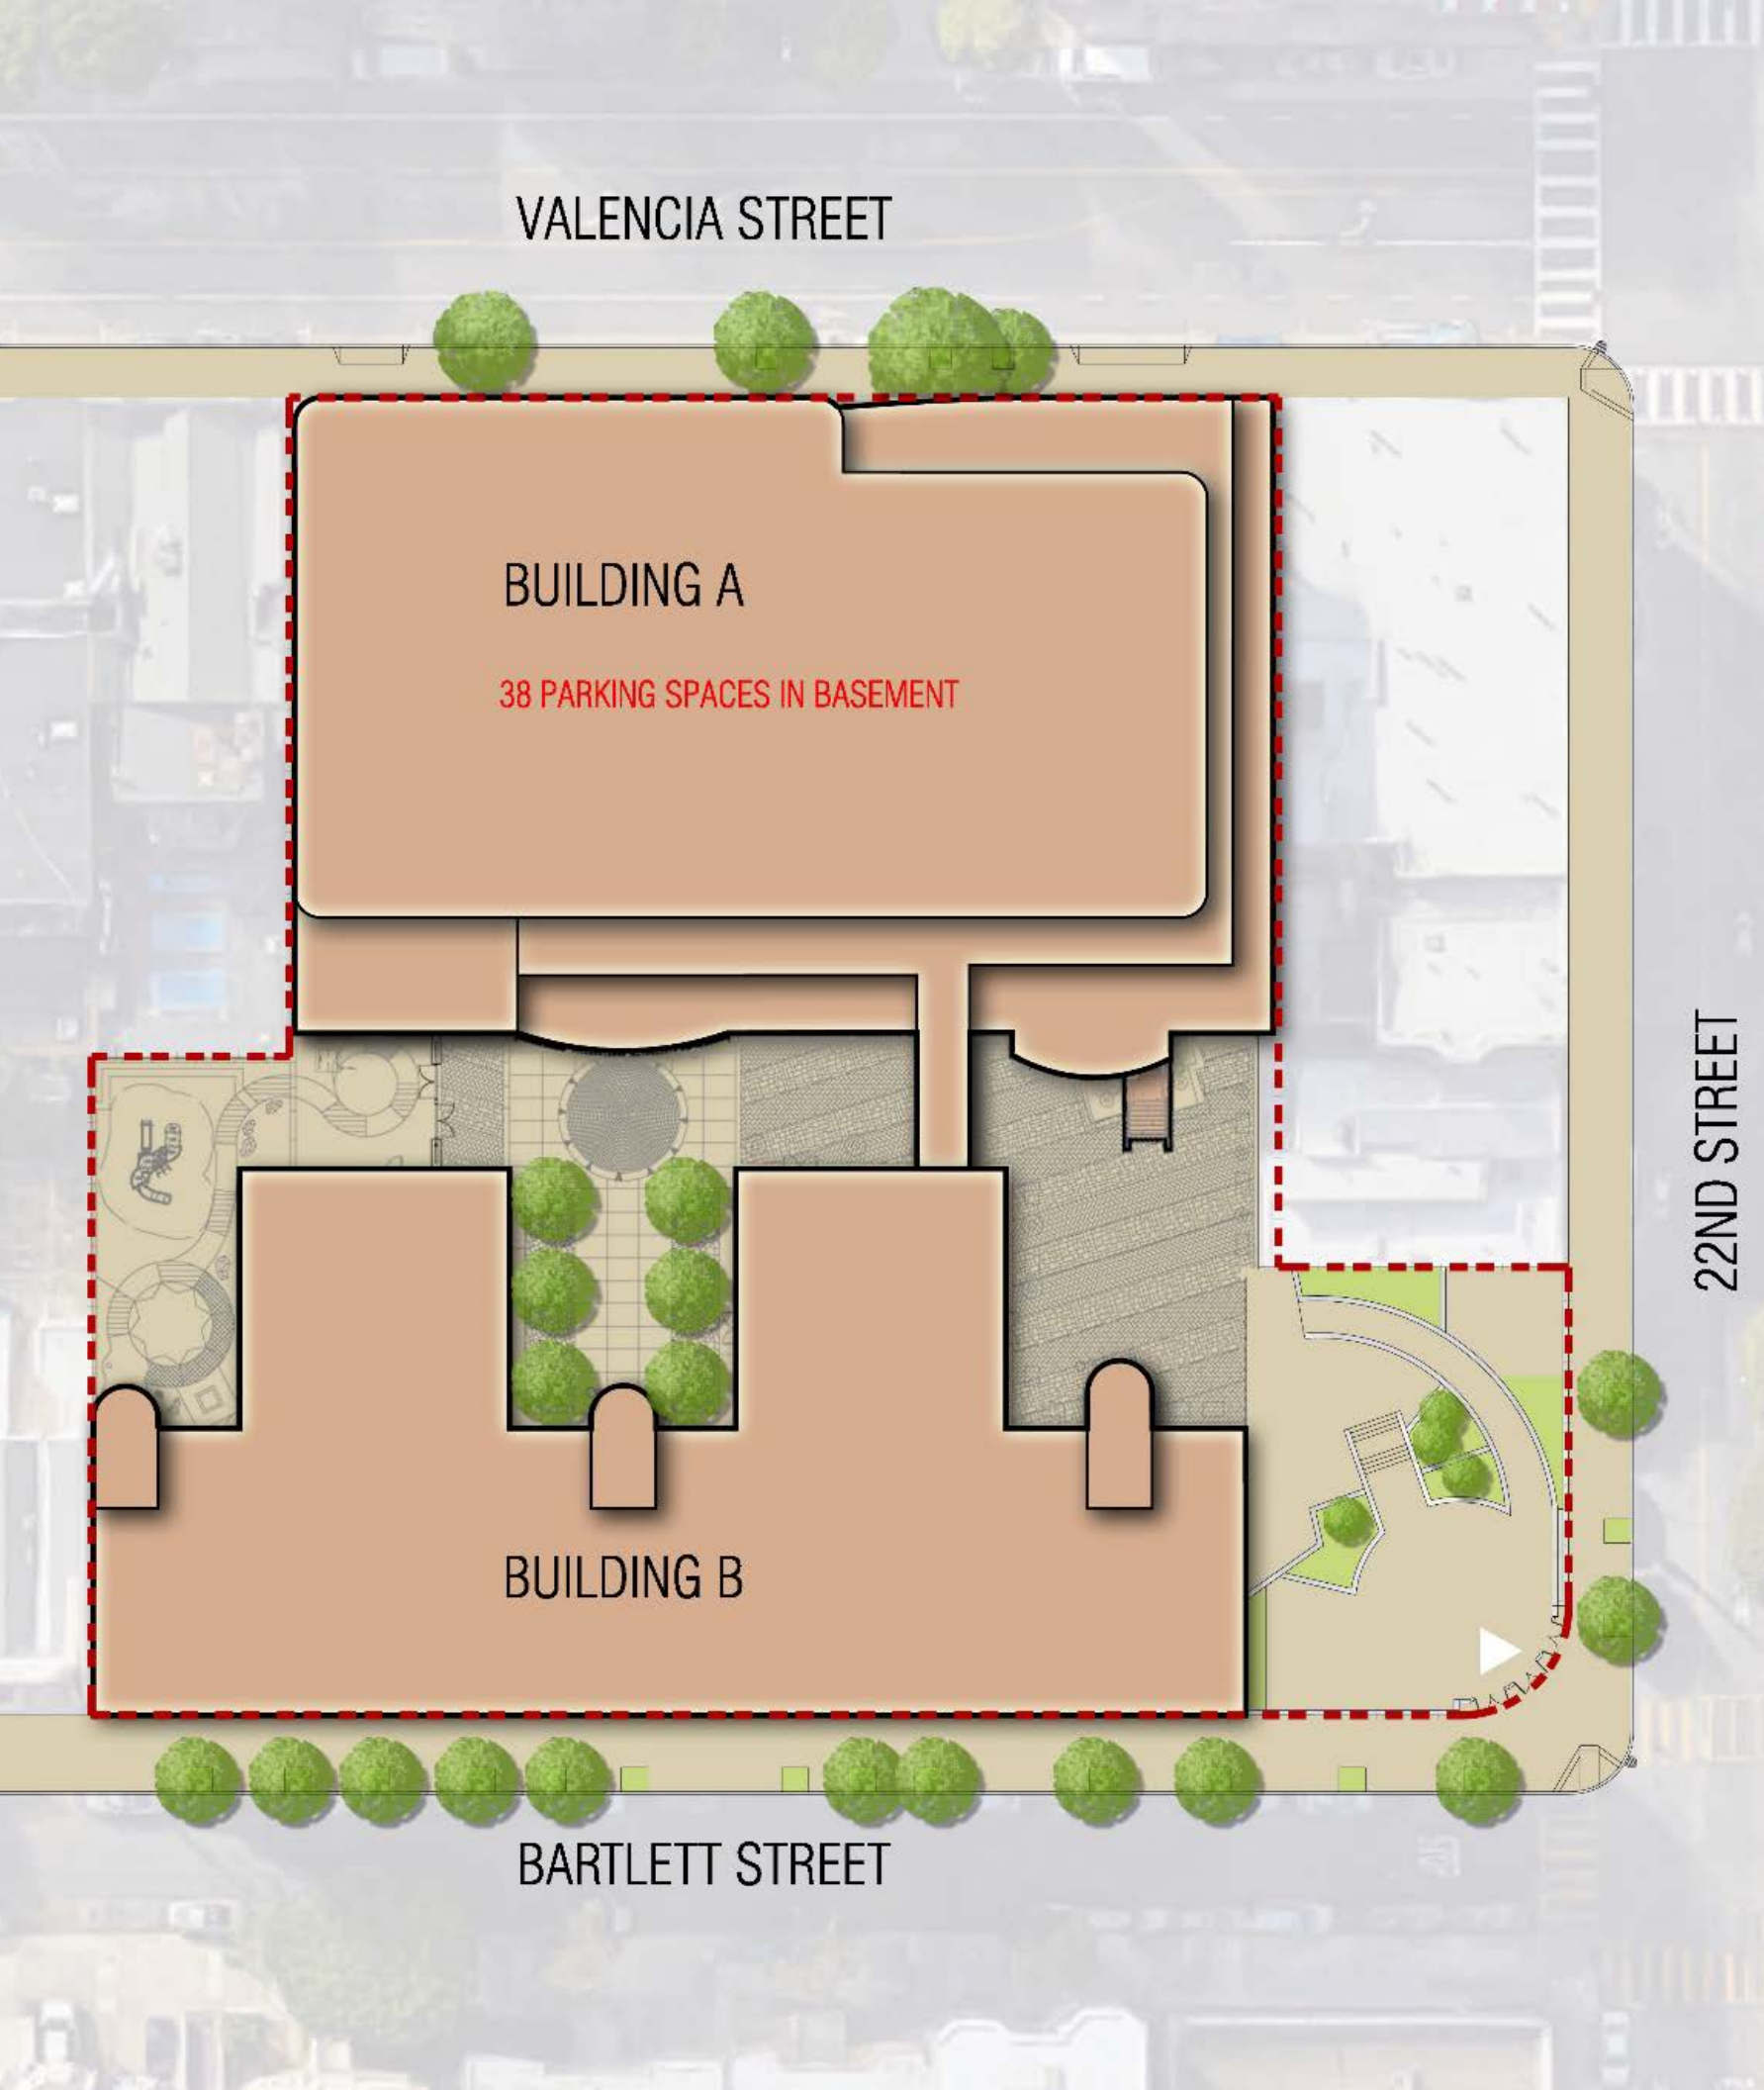 VALENCIA STREET
BUILDING A
38 PARKING SPACES IN BASEMENT
22ND STREET
BUILDING B
BARTLETT STREET